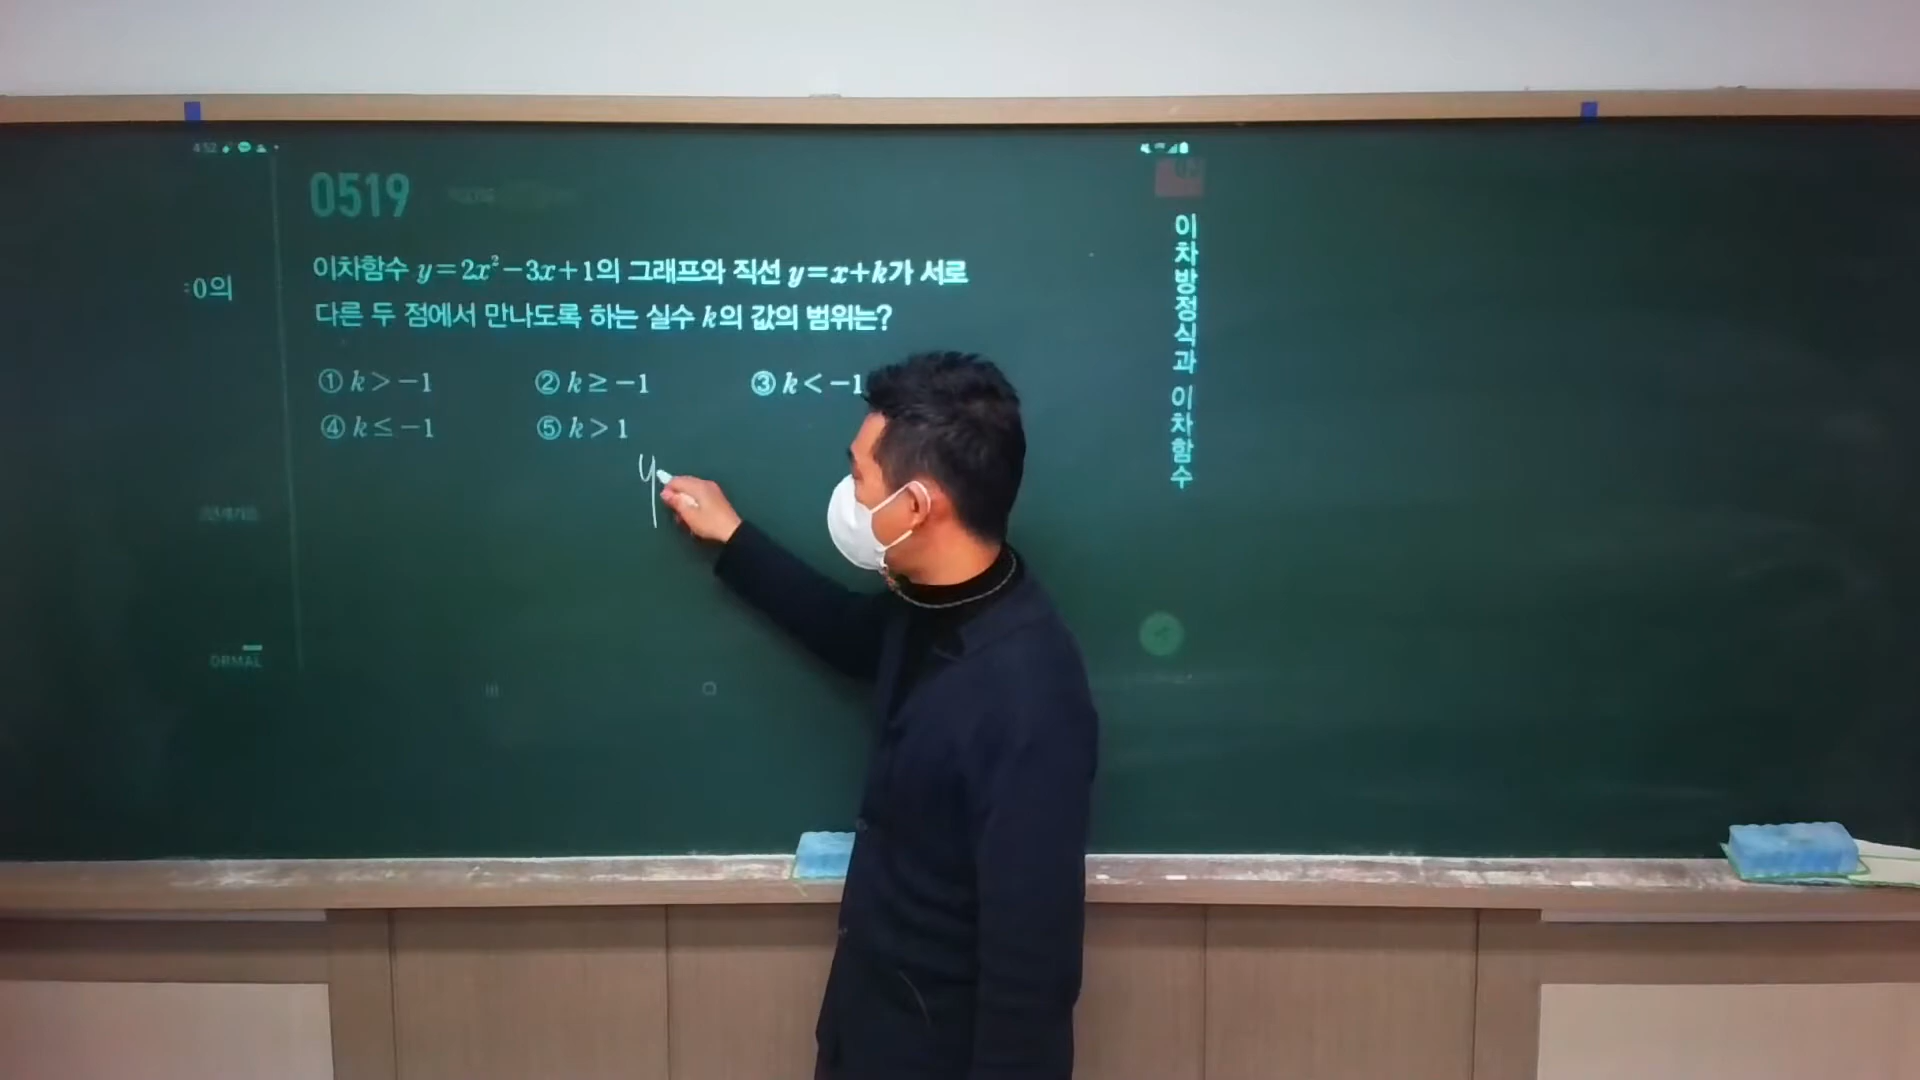 4:52
0519
이차함수 y=2x²-3x+1의 그래프와 직선 y=x+k가 서로
다른 두 점에서 만나도록 하는 실수 k의 값의 범위는?
① k>-1 ② k≥-1 ③ k<-1
④ k≤-1 ⑤ k>1
y
0의
ORMAL
이차방정식과 이차함수